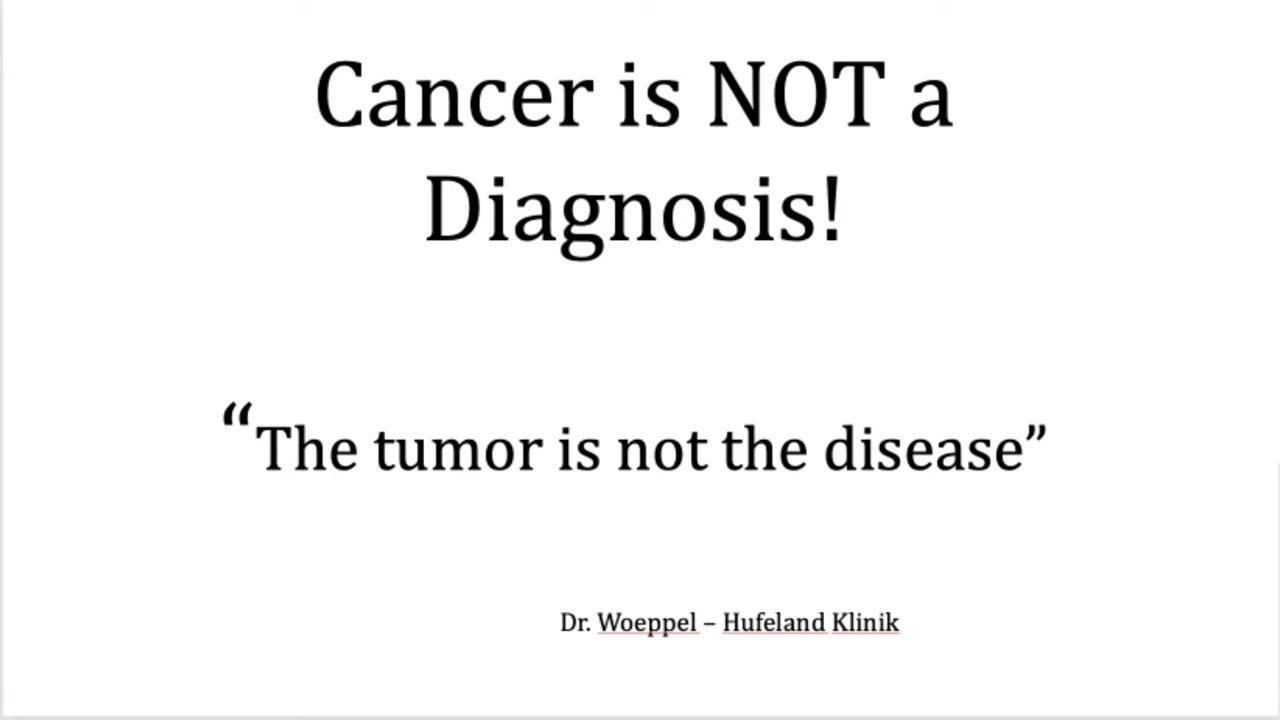 Cancer is NOT a
Diagnosis!
“The tumor is not the disease”
Dr. Woeppel – Hufeland Klinik